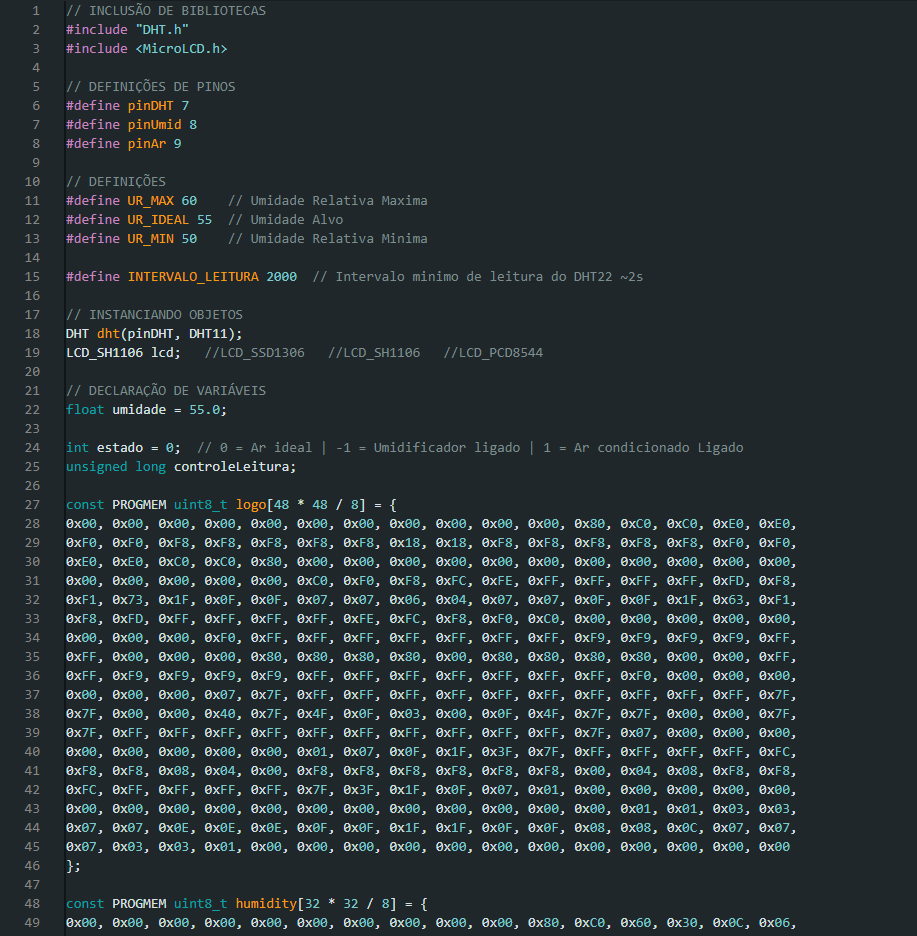 1 // INCLUSÃO DE BIBLIOTECAS
2 #include "DHT.h"
3 #include <MicroLCD.h>
4
5 // DEFINIÇÕES DE PINOS
6 #define pinDHT 7
7 #define pinUmid 8
8 #define pinAr 9
9
10 // DEFINIÇÕES
11 #define UR_MAX 60    // Umidade Relativa Maxima
12 #define UR_IDEAL 55  // Umidade Alvo
13 #define UR_MIN 50    // Umidade Relativa Minima
14
15 #define INTERVALO_LEITURA 2000  // Intervalo minimo de leitura do DHT22 ~2s
16
17 // INSTANCIANDO OBJETOS
18 DHT dht(pinDHT, DHT11);
19 LCD_SH1106 lcd;   //LCD_SSD1306   //LCD_SH1106   //LCD_PCD8544
20
21 // DECLARAÇÃO DE VARIÁVEIS
22 float umidade = 55.0;
23
24 int estado = 0;  // 0 = Ar ideal | -1 = Umidificador ligado | 1 = Ar condicionado Ligado
25 unsigned long controleLeitura;
26
27 const PROGMEM uint8_t logo[48 * 48 / 8] = {
28 0x00, 0x00, 0x00, 0x00, 0x00, 0x00, 0x00, 0x00, 0x00, 0x00, 0x00, 0x80, 0xC0, 0xC0, 0xE0, 0xE0,
29 0xF0, 0xF0, 0xF8, 0xF8, 0xF8, 0xF8, 0xF8, 0x18, 0x18, 0xF8, 0xF8, 0xF8, 0xF8, 0xF8, 0xF0, 0xF0,
30 0xE0, 0xE0, 0xC0, 0xC0, 0x80, 0x00, 0x00, 0x00, 0x00, 0x00, 0x00, 0x00, 0x00, 0x00, 0x00, 0x00,
31 0x00, 0x00, 0x00, 0x00, 0x00, 0xC0, 0xF0, 0xF8, 0xFC, 0xFE, 0xFF, 0xFF, 0xFF, 0xFF, 0xFD, 0xF8,
32 0xF1, 0x73, 0x1F, 0x0F, 0x0F, 0x07, 0x07, 0x06, 0x04, 0x07, 0x07, 0x0F, 0x0F, 0x1F, 0x63, 0xF1,
33 0xF8, 0xFD, 0xFF, 0xFF, 0xFF, 0xFF, 0xFE, 0xFC, 0xF8, 0xF0, 0xC0, 0x00, 0x00, 0x00, 0x00, 0x00,
34 0x00, 0x00, 0x00, 0xF0, 0xFF, 0xFF, 0xFF, 0xFF, 0xFF, 0xFF, 0xFF, 0xF9, 0xF9, 0xF9, 0xF9, 0xFF,
35 0xFF, 0x00, 0x00, 0x00, 0x80, 0x80, 0x80, 0x80, 0x00, 0x80, 0x80, 0x80, 0x80, 0x00, 0x00, 0xFF,
36 0xFF, 0xF9, 0xF9, 0xF9, 0xF9, 0xFF, 0xFF, 0xFF, 0xFF, 0xFF, 0xFF, 0xFF, 0xF0, 0x00, 0x00, 0x00,
37 0x00, 0x00, 0x00, 0x07, 0x7F, 0xFF, 0xFF, 0xFF, 0xFF, 0xFF, 0xFF, 0xFF, 0xFF, 0xFF, 0xFF, 0x7F,
38 0x7F, 0x00, 0x00, 0x40, 0x7F, 0x4F, 0x0F, 0x03, 0x00, 0x0F, 0x4F, 0x7F, 0x7F, 0x00, 0x00, 0x7F,
39 0x7F, 0xFF, 0xFF, 0xFF, 0xFF, 0xFF, 0xFF, 0xFF, 0xFF, 0xFF, 0xFF, 0x7F, 0x07, 0x00, 0x00, 0x00,
40 0x00, 0x00, 0x00, 0x00, 0x00, 0x01, 0x07, 0x0F, 0x1F, 0x3F, 0x7F, 0xFF, 0xFF, 0xFF, 0xFF, 0xFC,
41 0xF8, 0xF8, 0x08, 0x04, 0x00, 0xF8, 0xF8, 0xF8, 0xF8, 0xF8, 0xF8, 0x00, 0x04, 0x08, 0xF8, 0xF8,
42 0xFC, 0xFF, 0xFF, 0xFF, 0xFF, 0x7F, 0x3F, 0x1F, 0x0F, 0x07, 0x01, 0x00, 0x00, 0x00, 0x00, 0x00,
43 0x00, 0x00, 0x00, 0x00, 0x00, 0x00, 0x00, 0x00, 0x00, 0x00, 0x00, 0x00, 0x01, 0x01, 0x03, 0x03,
44 0x07, 0x07, 0x0E, 0x0E, 0x0E, 0x0F, 0x0F, 0x1F, 0x1F, 0x0F, 0x0F, 0x08, 0x08, 0x0C, 0x07, 0x07,
45 0x07, 0x03, 0x03, 0x01, 0x00, 0x00, 0x00, 0x00, 0x00, 0x00, 0x00, 0x00, 0x00, 0x00, 0x00, 0x00
46 };
47
48 const PROGMEM uint8_t humidity[32 * 32 / 8] = {
49 0x00, 0x00, 0x00, 0x00, 0x00, 0x00, 0x00, 0x00, 0x00, 0x00, 0x80, 0xC0, 0x60, 0x30, 0x0C, 0x06,